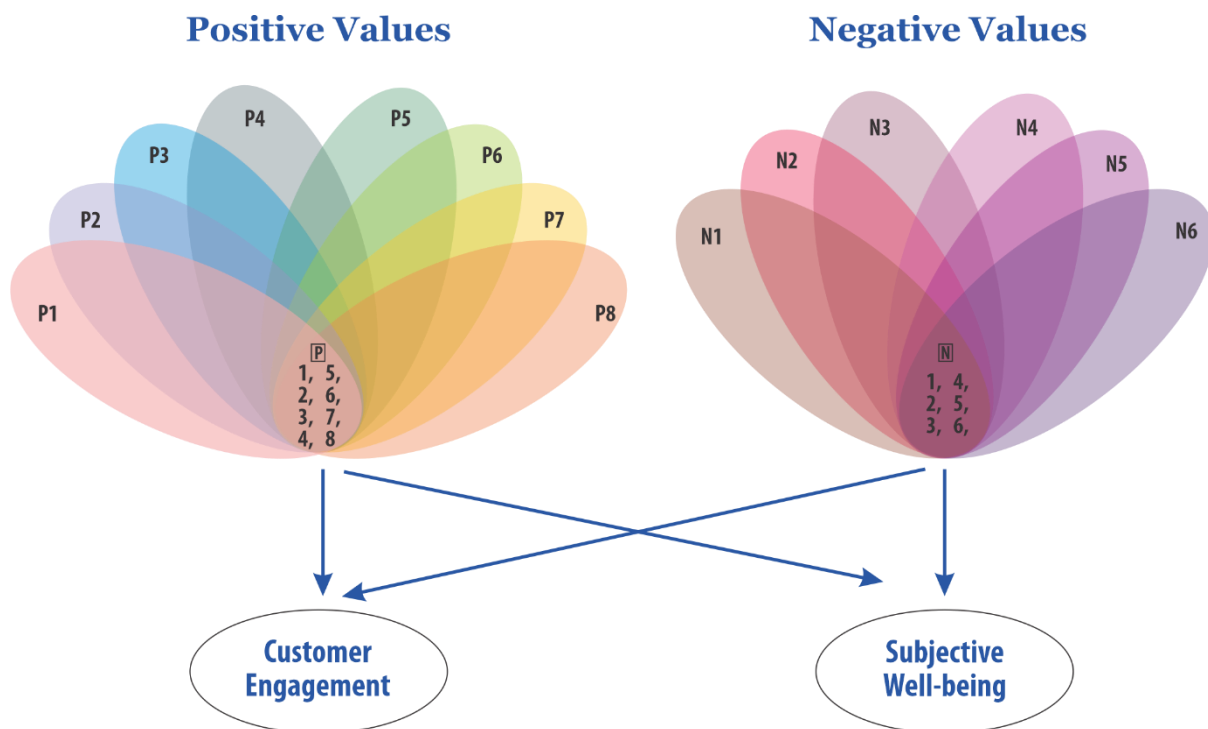 Positive Values
Negative Values
P1
P2
P3
P4
P5
P6
P7
P8
P
1, 5,
2, 6,
3, 7,
4, 8
N1
N2
N3
N4
N5
N6
N
1, 4,
2, 5,
3, 6,
Customer
Engagement
Subjective
Well-being